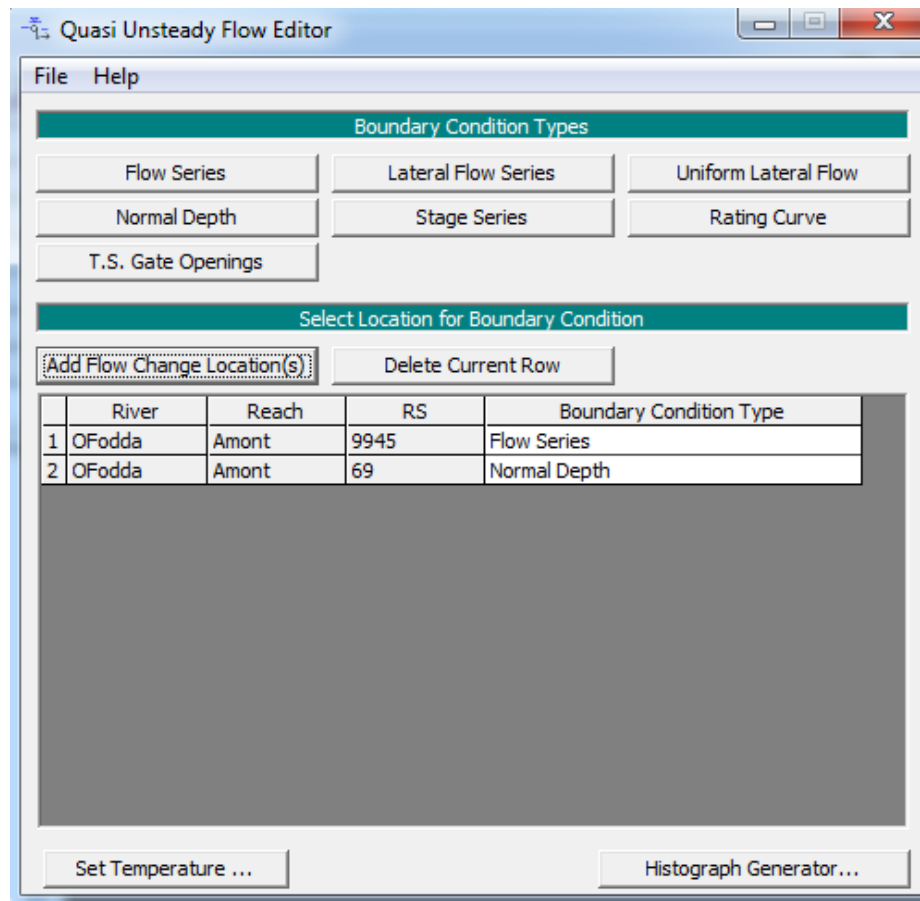 Quasi Unsteady Flow Editor
File Help
Boundary Condition Types
Flow Series Lateral Flow Series Uniform Lateral Flow
Normal Depth Stage Series Rating Curve
T.S. Gate Openings
Select Location for Boundary Condition
Add Flow Change Location(s) Delete Current Row
River Reach RS Boundary Condition Type
1 OFodda Amont 9945 Flow Series
2 OFodda Amont 69 Normal Depth
Set Temperature ... Histograph Generator...